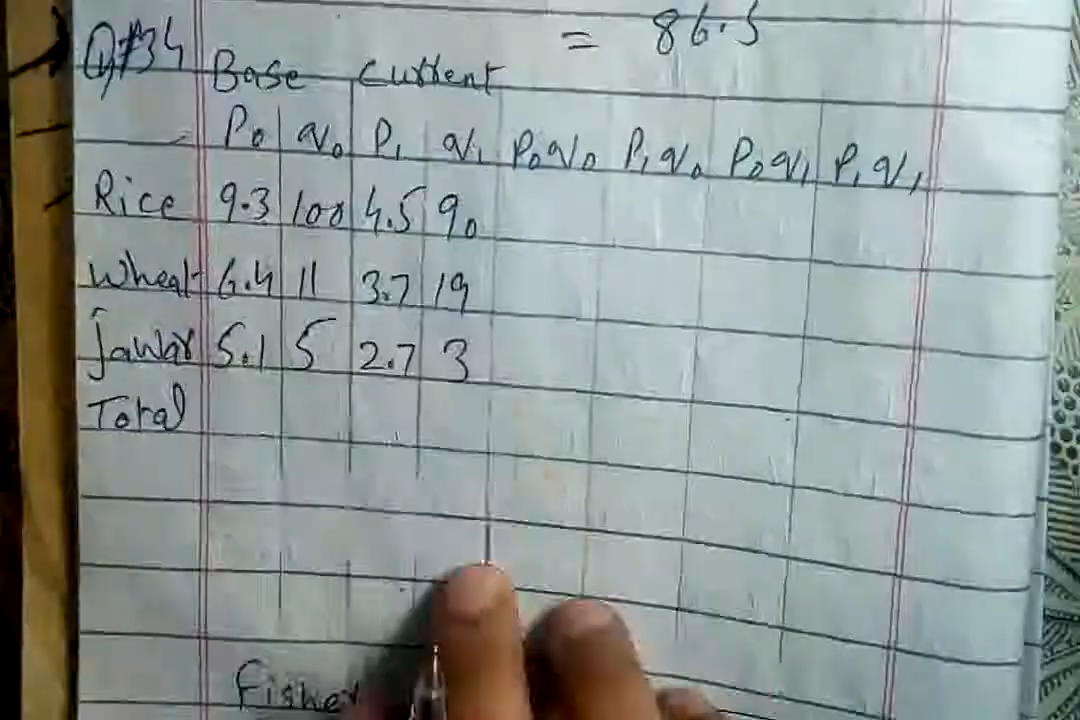 = 86.5
Q#34 Base Current
P0 q0 P1 q1 P0q0 P1q0 P0q1 P1q1
Rice 9.3 100 4.5 90
Wheat 6.4 11 3.7 19
Jawar 5.1 5 2.7 3
Total
Fisher